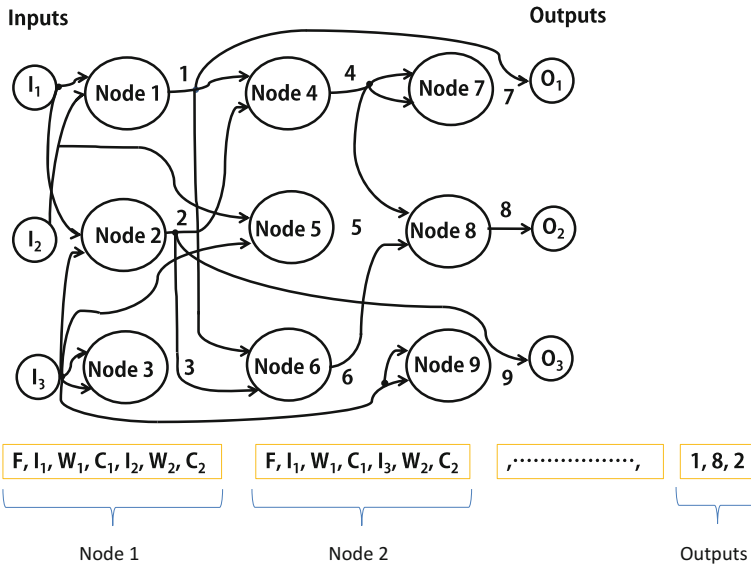 Inputs
Outputs
I₁
Node 1
1
Node 4
4
Node 7
7
O₁
I₂
Node 2
2
Node 5
5
Node 8
8
O₂
I₃
Node 3
3
Node 6
6
Node 9
9
O₃
F, I₁, W₁, C₁, I₂, W₂, C₂
F, I₁, W₁, C₁, I₃, W₂, C₂
,..................,
1, 8, 2
Node 1
Node 2
Outputs